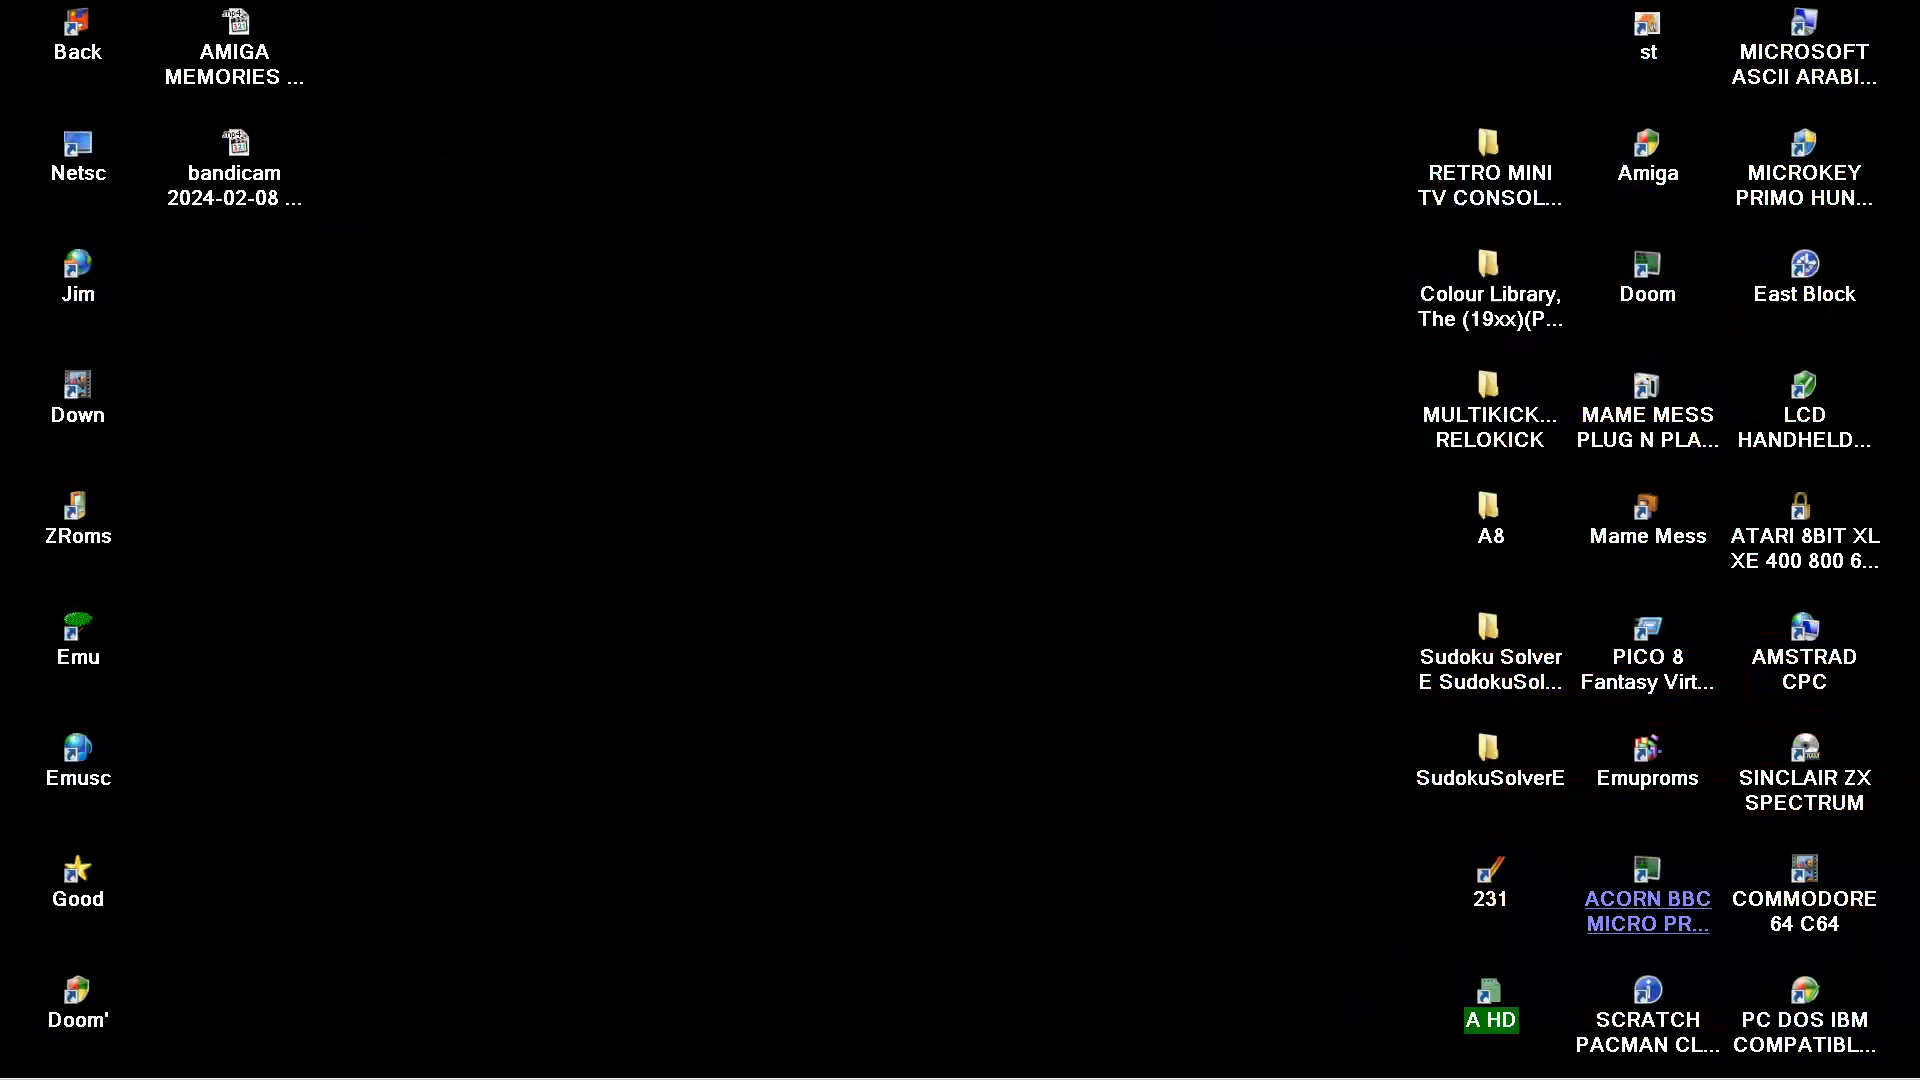 Back
AMIGA
MEMORIES ...
st
MICROSOFT
ASCII ARABI...
Netsc
bandicam
2024-02-08 ...
RETRO MINI
TV CONSOL...
Amiga
MICROKEY
PRIMO HUN...
Jim
Colour Library,
The (19xx)(P...
Doom
East Block
Down
MULTIKICK...
RELOKICK
MAME MESS
PLUG N PLA...
LCD
HANDHELD...
ZRoms
A8
Mame Mess
ATARI 8BIT XL
XE 400 800 6...
Emu
Sudoku Solver
E SudokuSol...
PICO 8
Fantasy Virt...
AMSTRAD
CPC
Emusc
SudokuSolverE
Emuproms
SINCLAIR ZX
SPECTRUM
Good
231
ACORN BBC
MICRO PR...
COMMODORE
64 C64
Doom'
A HD
SCRATCH
PACMAN CL...
PC DOS IBM
COMPATIBL...